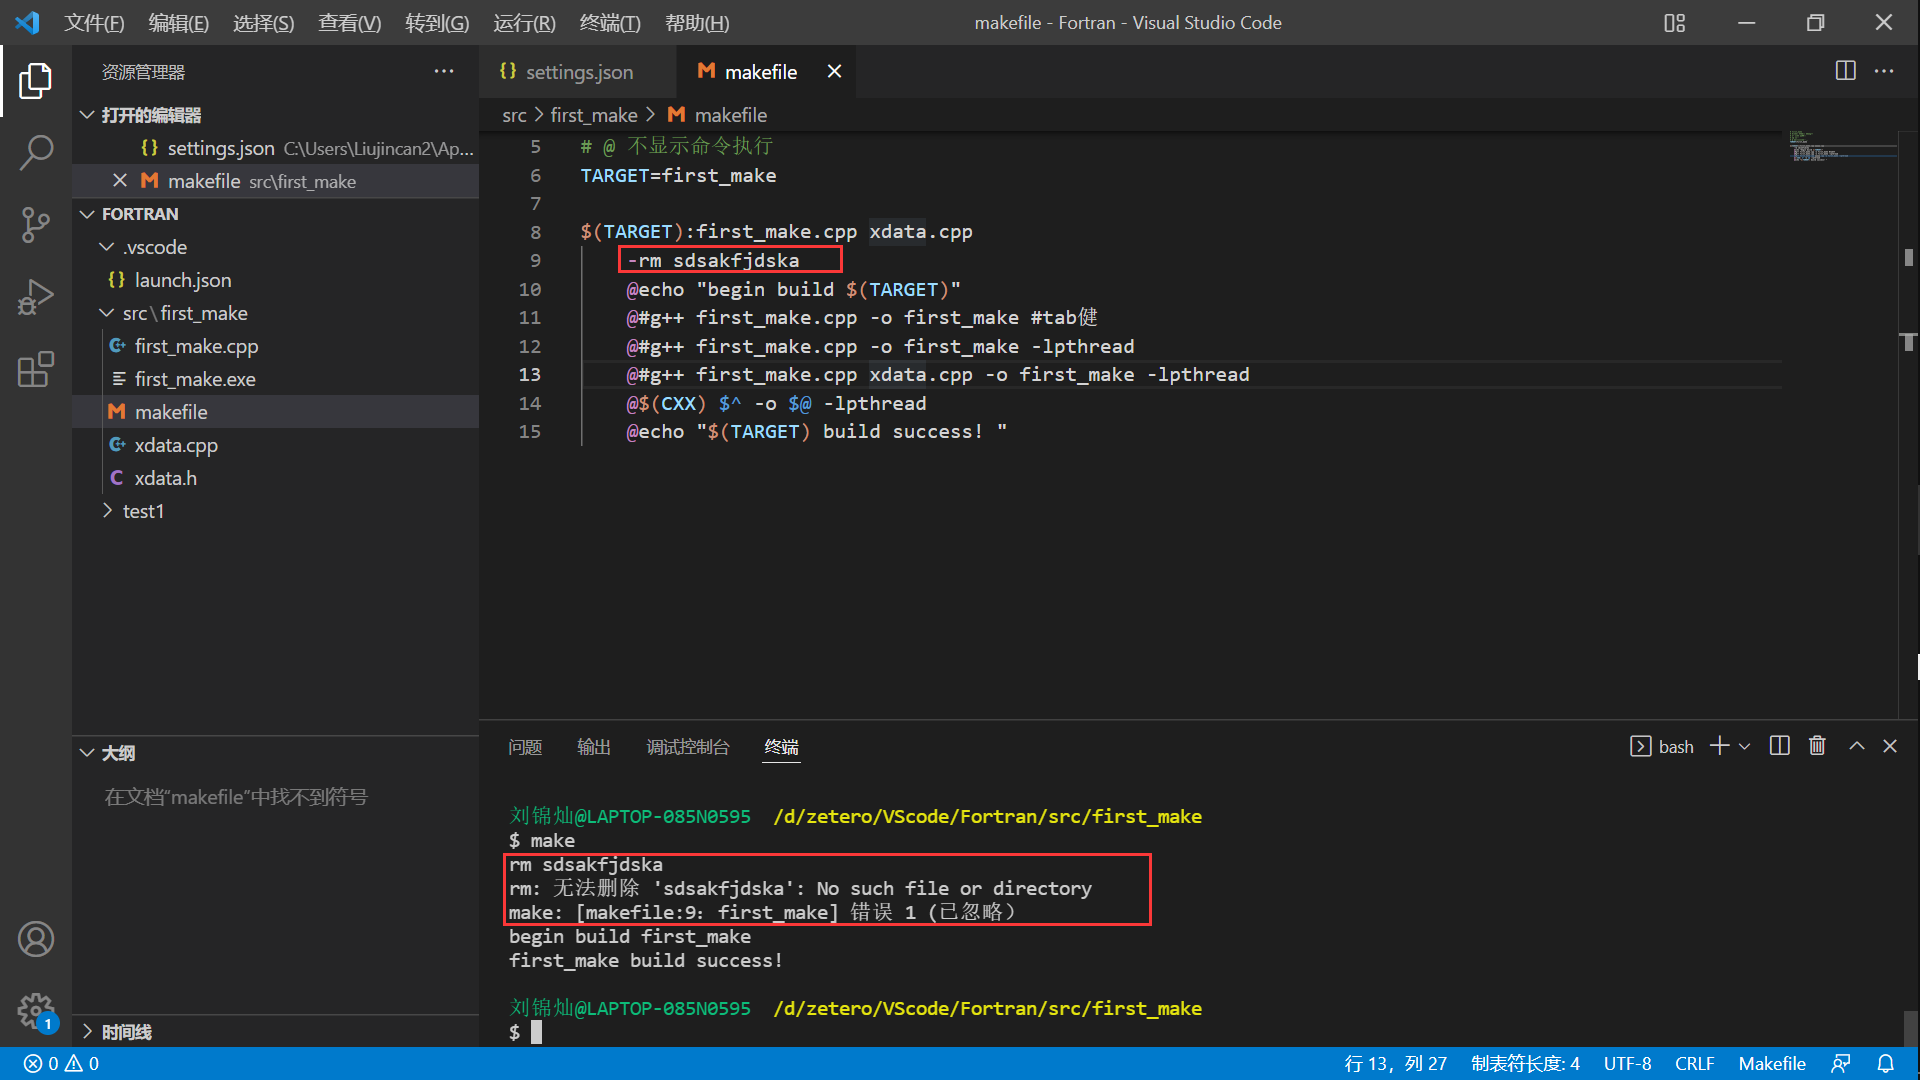 文件(F) 编辑(E) 选择(S) 查看(V) 转到(G) 运行(R) 终端(T) 帮助(H)
makefile - Fortran - Visual Studio Code
资源管理器
打开的编辑器
settings.json C:\Users\Liujincan2\Ap...
makefile src\first_make
FORTRAN
.vscode
launch.json
src\first_make
first_make.cpp
first_make.exe
makefile
xdata.cpp
xdata.h
test1
大纲
在文档“makefile”中找不到符号
时间线
settings.json
makefile
src > first_make > makefile
5 # @ 不显示命令执行
6 TARGET=first_make
7
8 $(TARGET):first_make.cpp xdata.cpp
9 -rm sdsakfjdska
10 @echo "begin build $(TARGET)"
11 @#g++ first_make.cpp -o first_make #tab健
12 @#g++ first_make.cpp -o first_make -lpthread
13 @#g++ first_make.cpp xdata.cpp -o first_make -lpthread
14 @$(CXX) $^ -o $@ -lpthread
15 @echo "$(TARGET) build success! "
问题 输出 调试控制台 终端
bash
刘锦灿@LAPTOP-085N0595 /d/zetero/VScode/Fortran/src/first_make
$ make
rm sdsakfjdska
rm: 无法删除 'sdsakfjdska': No such file or directory
make: [makefile:9: first_make] 错误 1 (已忽略）
begin build first_make
first_make build success!
刘锦灿@LAPTOP-085N0595 /d/zetero/VScode/Fortran/src/first_make
$
1
0 0
行 13，列 27 制表符长度: 4 UTF-8 CRLF Makefile